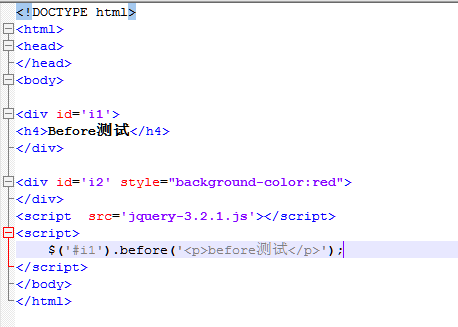 <!DOCTYPE html>
<html>
<head>
</head>
<body>
<div id='i1'>
<h4>Before测试</h4>
</div>
<div id='i2' style="background-color:red">
</div>
<script  src='jquery-3.2.1.js'></script>
<script>
    $('#i1').before('<p>before测试</p>');
</script>
</body>
</html>